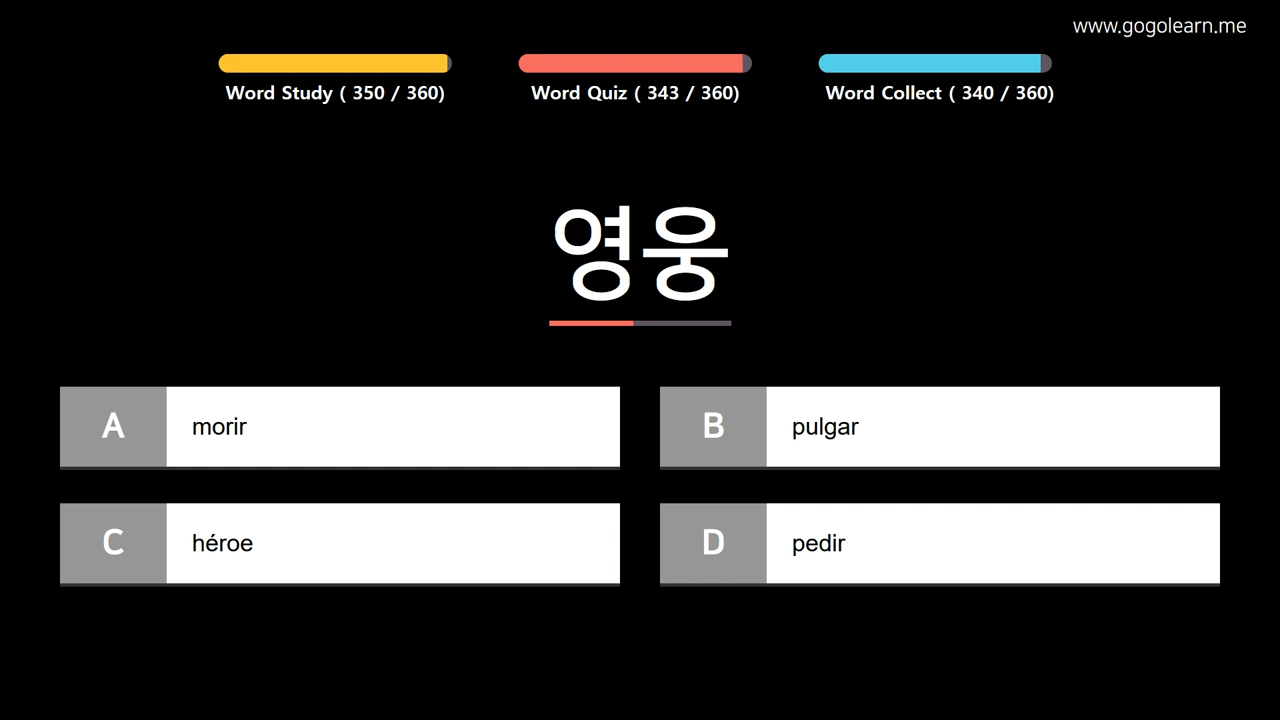 www.gogolearn.me
Word Study ( 350 / 360)
Word Quiz ( 343 / 360)
Word Collect ( 340 / 360)
영웅
A morir
B pulgar
C héroe
D pedir